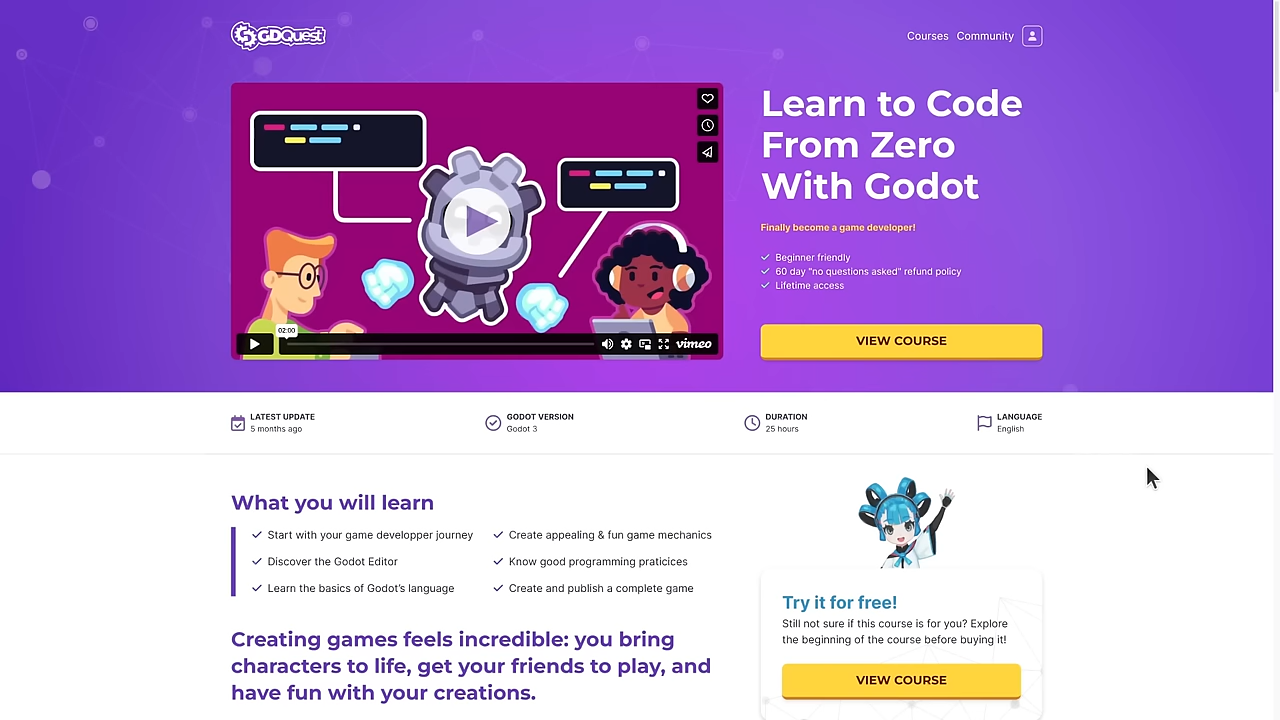 GDQuest
Courses Community
Learn to Code
From Zero
With Godot
Finally become a game developer!
Beginner friendly
60 day "no questions asked" refund policy
Lifetime access
VIEW COURSE
02:00
vimeo
LATEST UPDATE
5 months ago
GODOT VERSION
Godot 3
DURATION
25 hours
LANGUAGE
English
What you will learn
Start with your game developper journey
Create appealing & fun game mechanics
Discover the Godot Editor
Know good programming praticices
Learn the basics of Godot's language
Create and publish a complete game
Creating games feels incredible: you bring
characters to life, get your friends to play, and
have fun with your creations.
Try it for free!
Still not sure if this course is for you? Explore
the beginning of the course before buying it!
VIEW COURSE